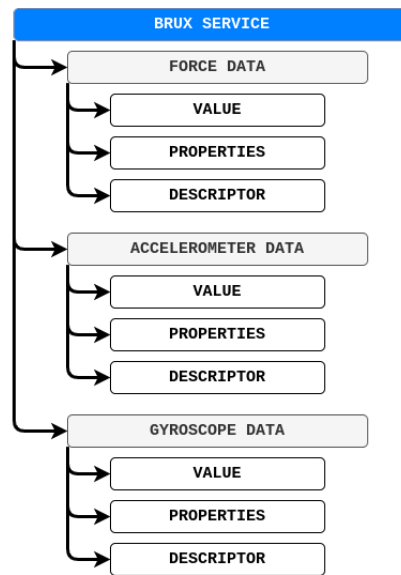 BRUX SERVICE
FORCE DATA
VALUE
PROPERTIES
DESCRIPTOR
ACCELEROMETER DATA
VALUE
PROPERTIES
DESCRIPTOR
GYROSCOPE DATA
VALUE
PROPERTIES
DESCRIPTOR